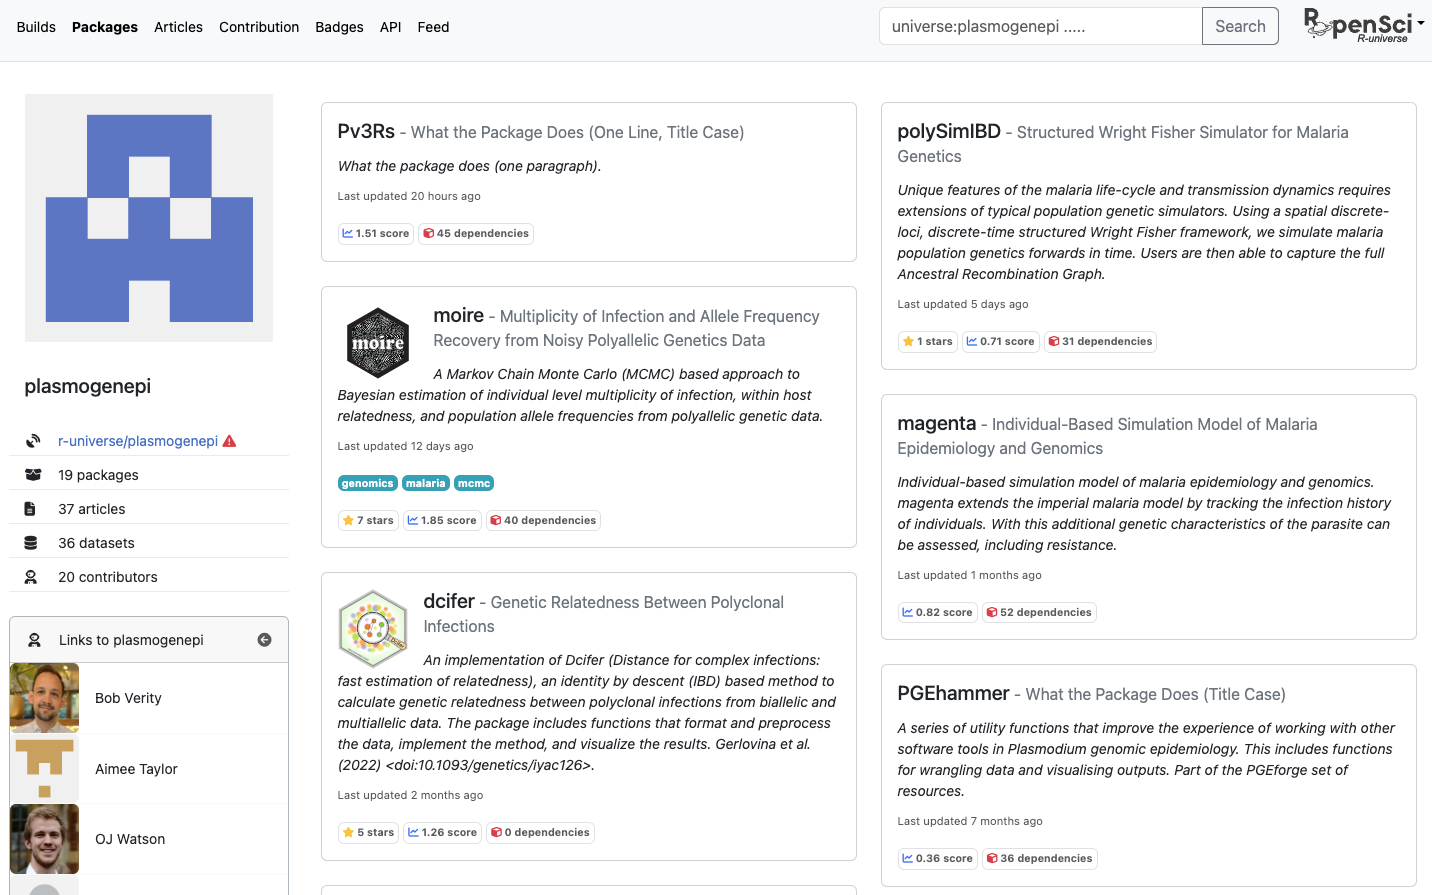 Builds Packages Articles Contribution Badges API Feed
universe:plasmogenepi .....
Search
R OpenSci
R-universe
plasmogenepi
r-universe/plasmogenepi
19 packages
37 articles
36 datasets
20 contributors
Links to plasmogenepi
Bob Verity
Aimee Taylor
OJ Watson
Pv3Rs - What the Package Does (One Line, Title Case)
What the package does (one paragraph).
Last updated 20 hours ago
1.51 score 45 dependencies
moire
moire - Multiplicity of Infection and Allele Frequency
Recovery from Noisy Polyallelic Genetics Data
A Markov Chain Monte Carlo (MCMC) based approach to
Bayesian estimation of individual level multiplicity of infection, within host
relatedness, and population allele frequencies from polyallelic genetic data.
Last updated 12 days ago
genomics malaria mcmc
7 stars 1.85 score 40 dependencies
Dcifer
dcifer - Genetic Relatedness Between Polyclonal
Infections
An implementation of Dcifer (Distance for complex infections:
fast estimation of relatedness), an identity by descent (IBD) based method to
calculate genetic relatedness between polyclonal infections from biallelic and
multiallelic data. The package includes functions that format and preprocess
the data, implement the method, and visualize the results. Gerlovina et al.
(2022) <doi:10.1093/genetics/iyac126>.
Last updated 2 months ago
5 stars 1.26 score 0 dependencies
polySimIBD - Structured Wright Fisher Simulator for Malaria
Genetics
Unique features of the malaria life-cycle and transmission dynamics requires
extensions of typical population genetic simulators. Using a spatial discrete-
loci, discrete-time structured Wright Fisher framework, we simulate malaria
population genetics forwards in time. Users are then able to capture the full
Ancestral Recombination Graph.
Last updated 5 days ago
1 stars 0.71 score 31 dependencies
magenta - Individual-Based Simulation Model of Malaria
Epidemiology and Genomics
Individual-based simulation model of malaria epidemiology and genomics.
magenta extends the imperial malaria model by tracking the infection history
of individuals. With this additional genetic characteristics of the parasite can
be assessed, including resistance.
Last updated 1 months ago
0.82 score 52 dependencies
PGEhammer - What the Package Does (Title Case)
A series of utility functions that improve the experience of working with other
software tools in Plasmodium genomic epidemiology. This includes functions
for wrangling data and visualising outputs. Part of the PGEforge set of
resources.
Last updated 7 months ago
0.36 score 36 dependencies